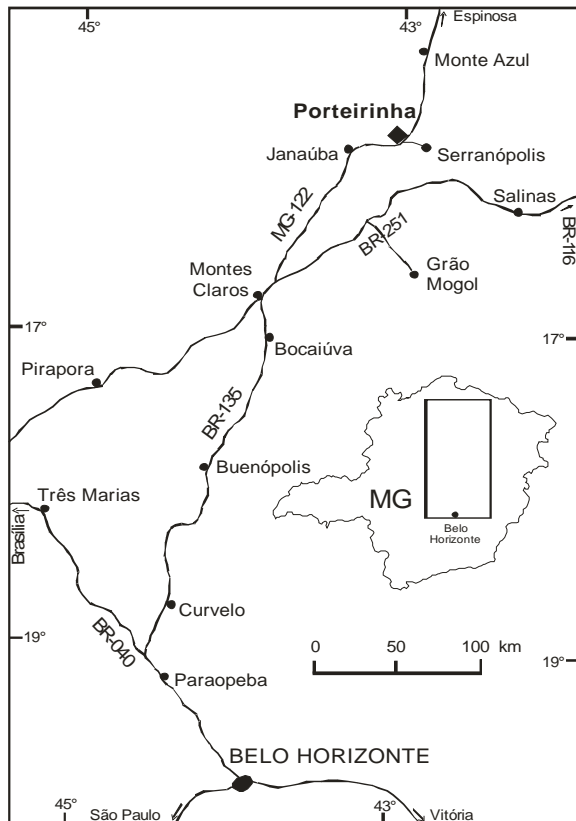 45°
43°
Espinosa
Monte Azul
Porteirinha
Janaúba
Serranópolis
MG-122
Salinas
BR-251
BR-116
Montes
Claros
Grão
Mogol
17°
17°
Bocaiúva
Pirapora
BR-135
Buenópolis
Três Marias
MG
Belo
Horizonte
Brasília
Curvelo
19°
BR-040
0 50 100 km
19°
Paraopeba
BELO HORIZONTE
45°
São Paulo
43°
Vitória